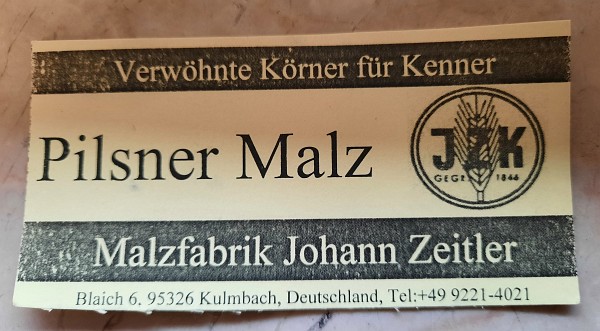 Verwöhnte Körner für Kenner
Pilsner Malz
JZK
GEGR 1846
Malzfabrik Johann Zeitler
Blaich 6. 95326 Kulmbach, Deutschland, Tel:+49 9221-4021